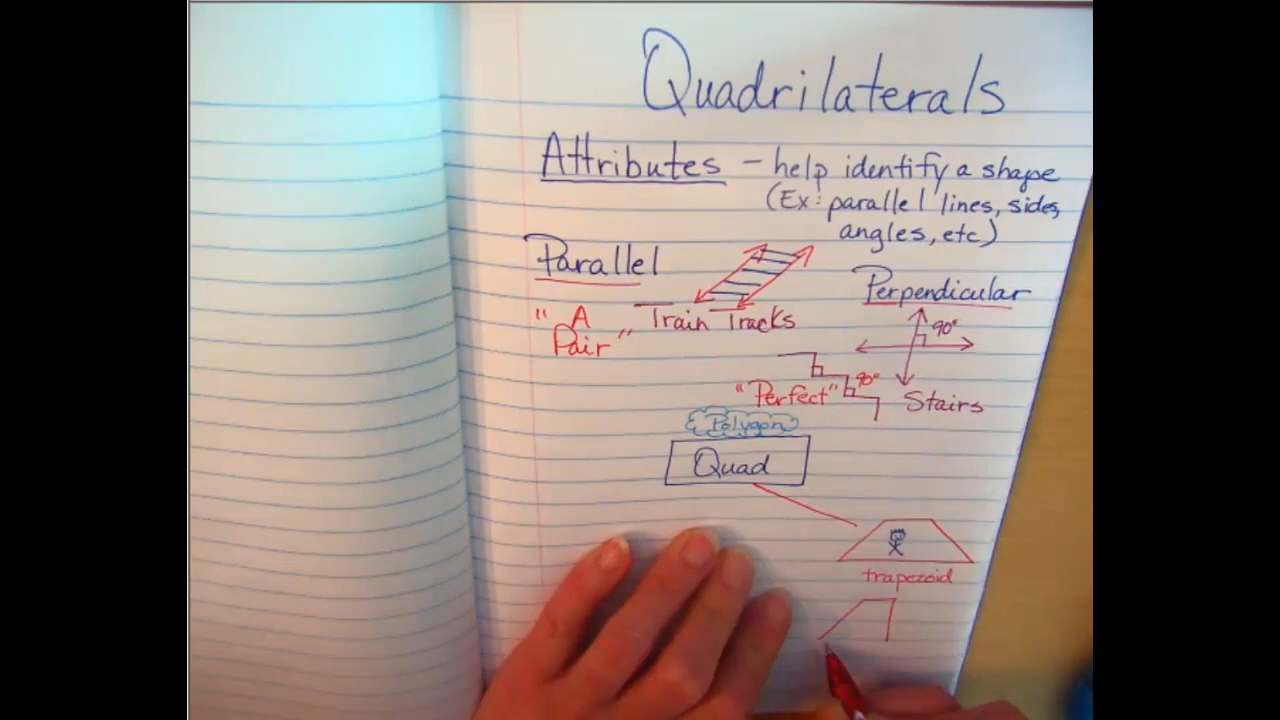 Quadrilaterals
Attributes - help identify a shape
(Ex: parallel lines, sides,
angles, etc)
Parallel
"A
Pair"
Train Tracks
Perpendicular
90°
90°
"Perfect"
Stairs
Polygon
Quad
trapezoid